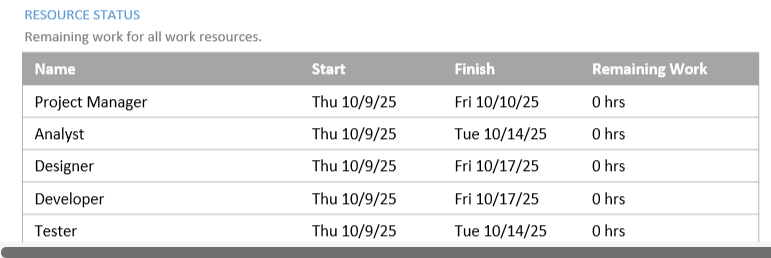 RESOURCE STATUS
Remaining work for all work resources.
Name Start Finish Remaining Work
Project Manager Thu 10/9/25 Fri 10/10/25 0 hrs
Analyst Thu 10/9/25 Tue 10/14/25 0 hrs
Designer Thu 10/9/25 Fri 10/17/25 0 hrs
Developer Thu 10/9/25 Fri 10/17/25 0 hrs
Tester Thu 10/9/25 Tue 10/14/25 0 hrs